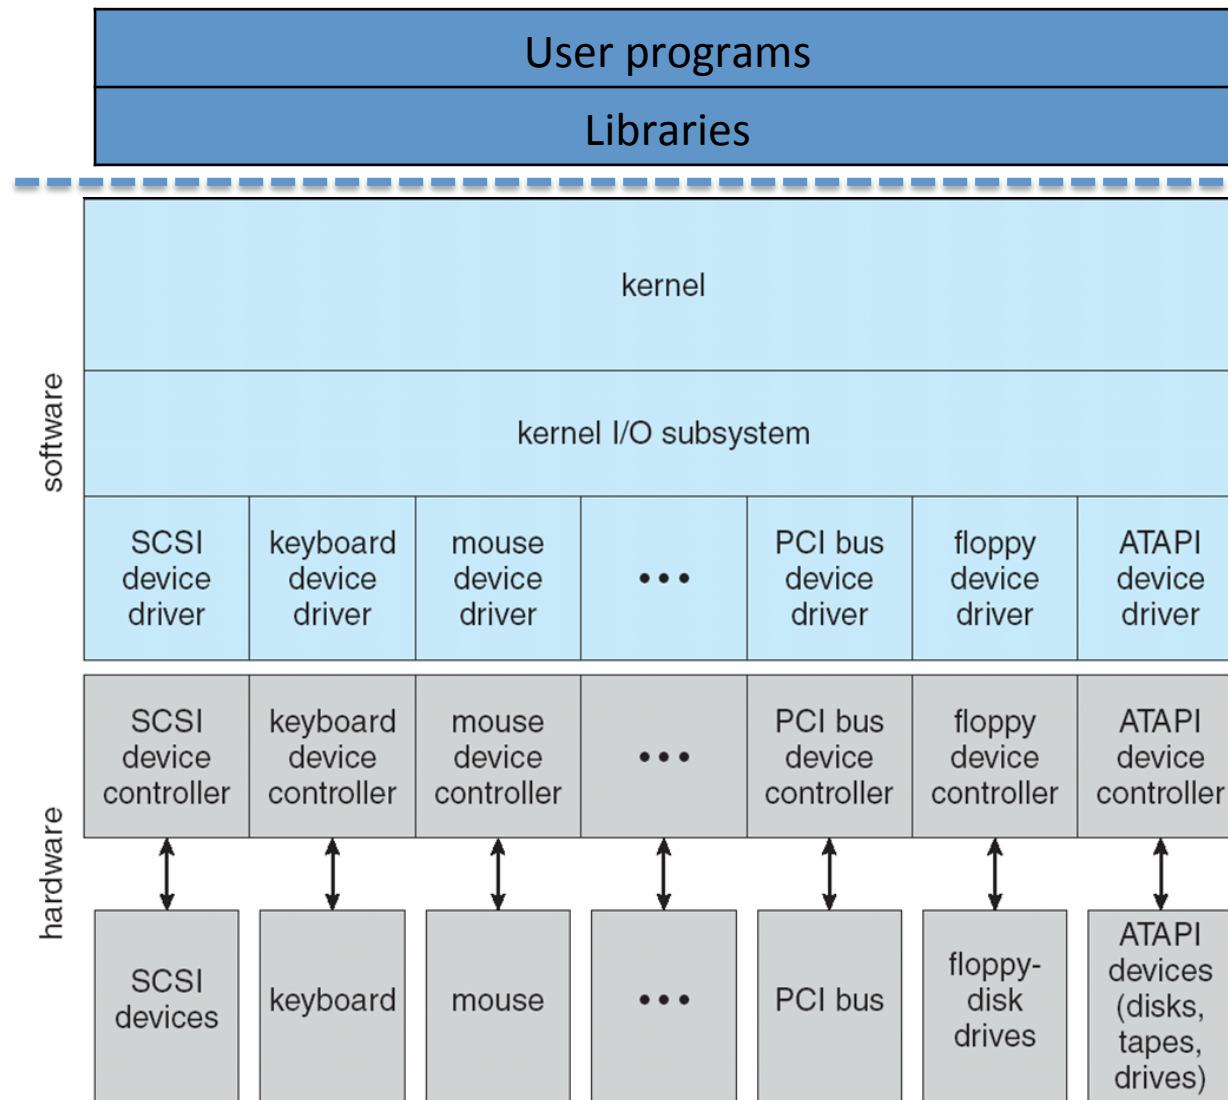 User programs
Libraries
kernel
kernel I/O subsystem
software
SCSI
device
driver
keyboard
device
driver
mouse
device
driver
•••
PCI bus
device
driver
floppy
device
driver
ATAPI
device
driver
SCSI
device
controller
keyboard
device
controller
mouse
device
controller
•••
PCI bus
device
controller
floppy
device
controller
ATAPI
device
controller
hardware
SCSI
devices
keyboard
mouse
•••
PCI bus
floppy-
disk
drives
ATAPI
devices
(disks,
tapes,
drives)